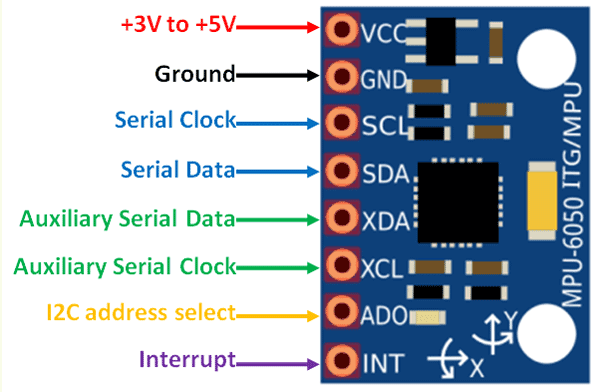 +3V to +5V VCC
Ground GND
Serial Clock SCL
Serial Data SDA
Auxiliary Serial Data XDA
Auxiliary Serial Clock XCL
I2C address select ADO
Interrupt INT
MPU-6050 ITG/MPU
Y
X